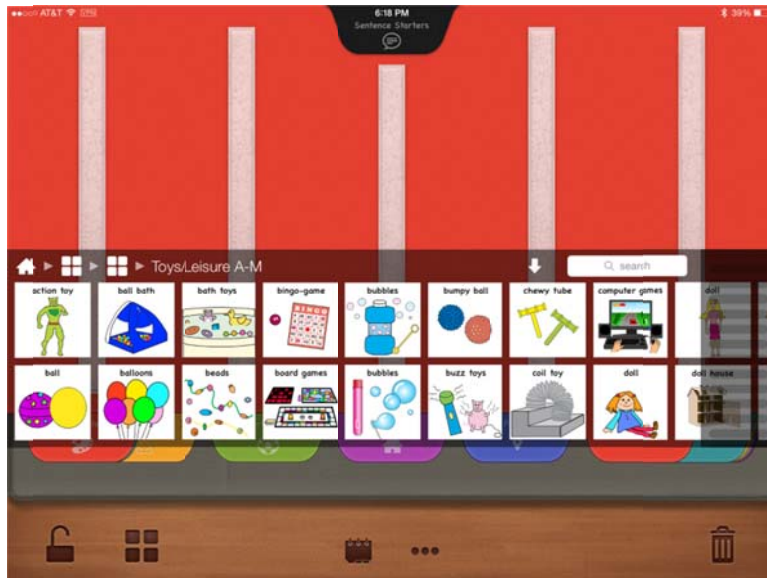 AT&T
6:18 PM
39%
Sentence Starters
Toys/Leisure A-M
search
action toy
ball bath
bath toys
bingo-game
bubbles
bumpy ball
chewy tube
computer games
doll
BINGO
ball
balloons
beads
board games
bubbles
buzz toys
coil toy
doll
doll house